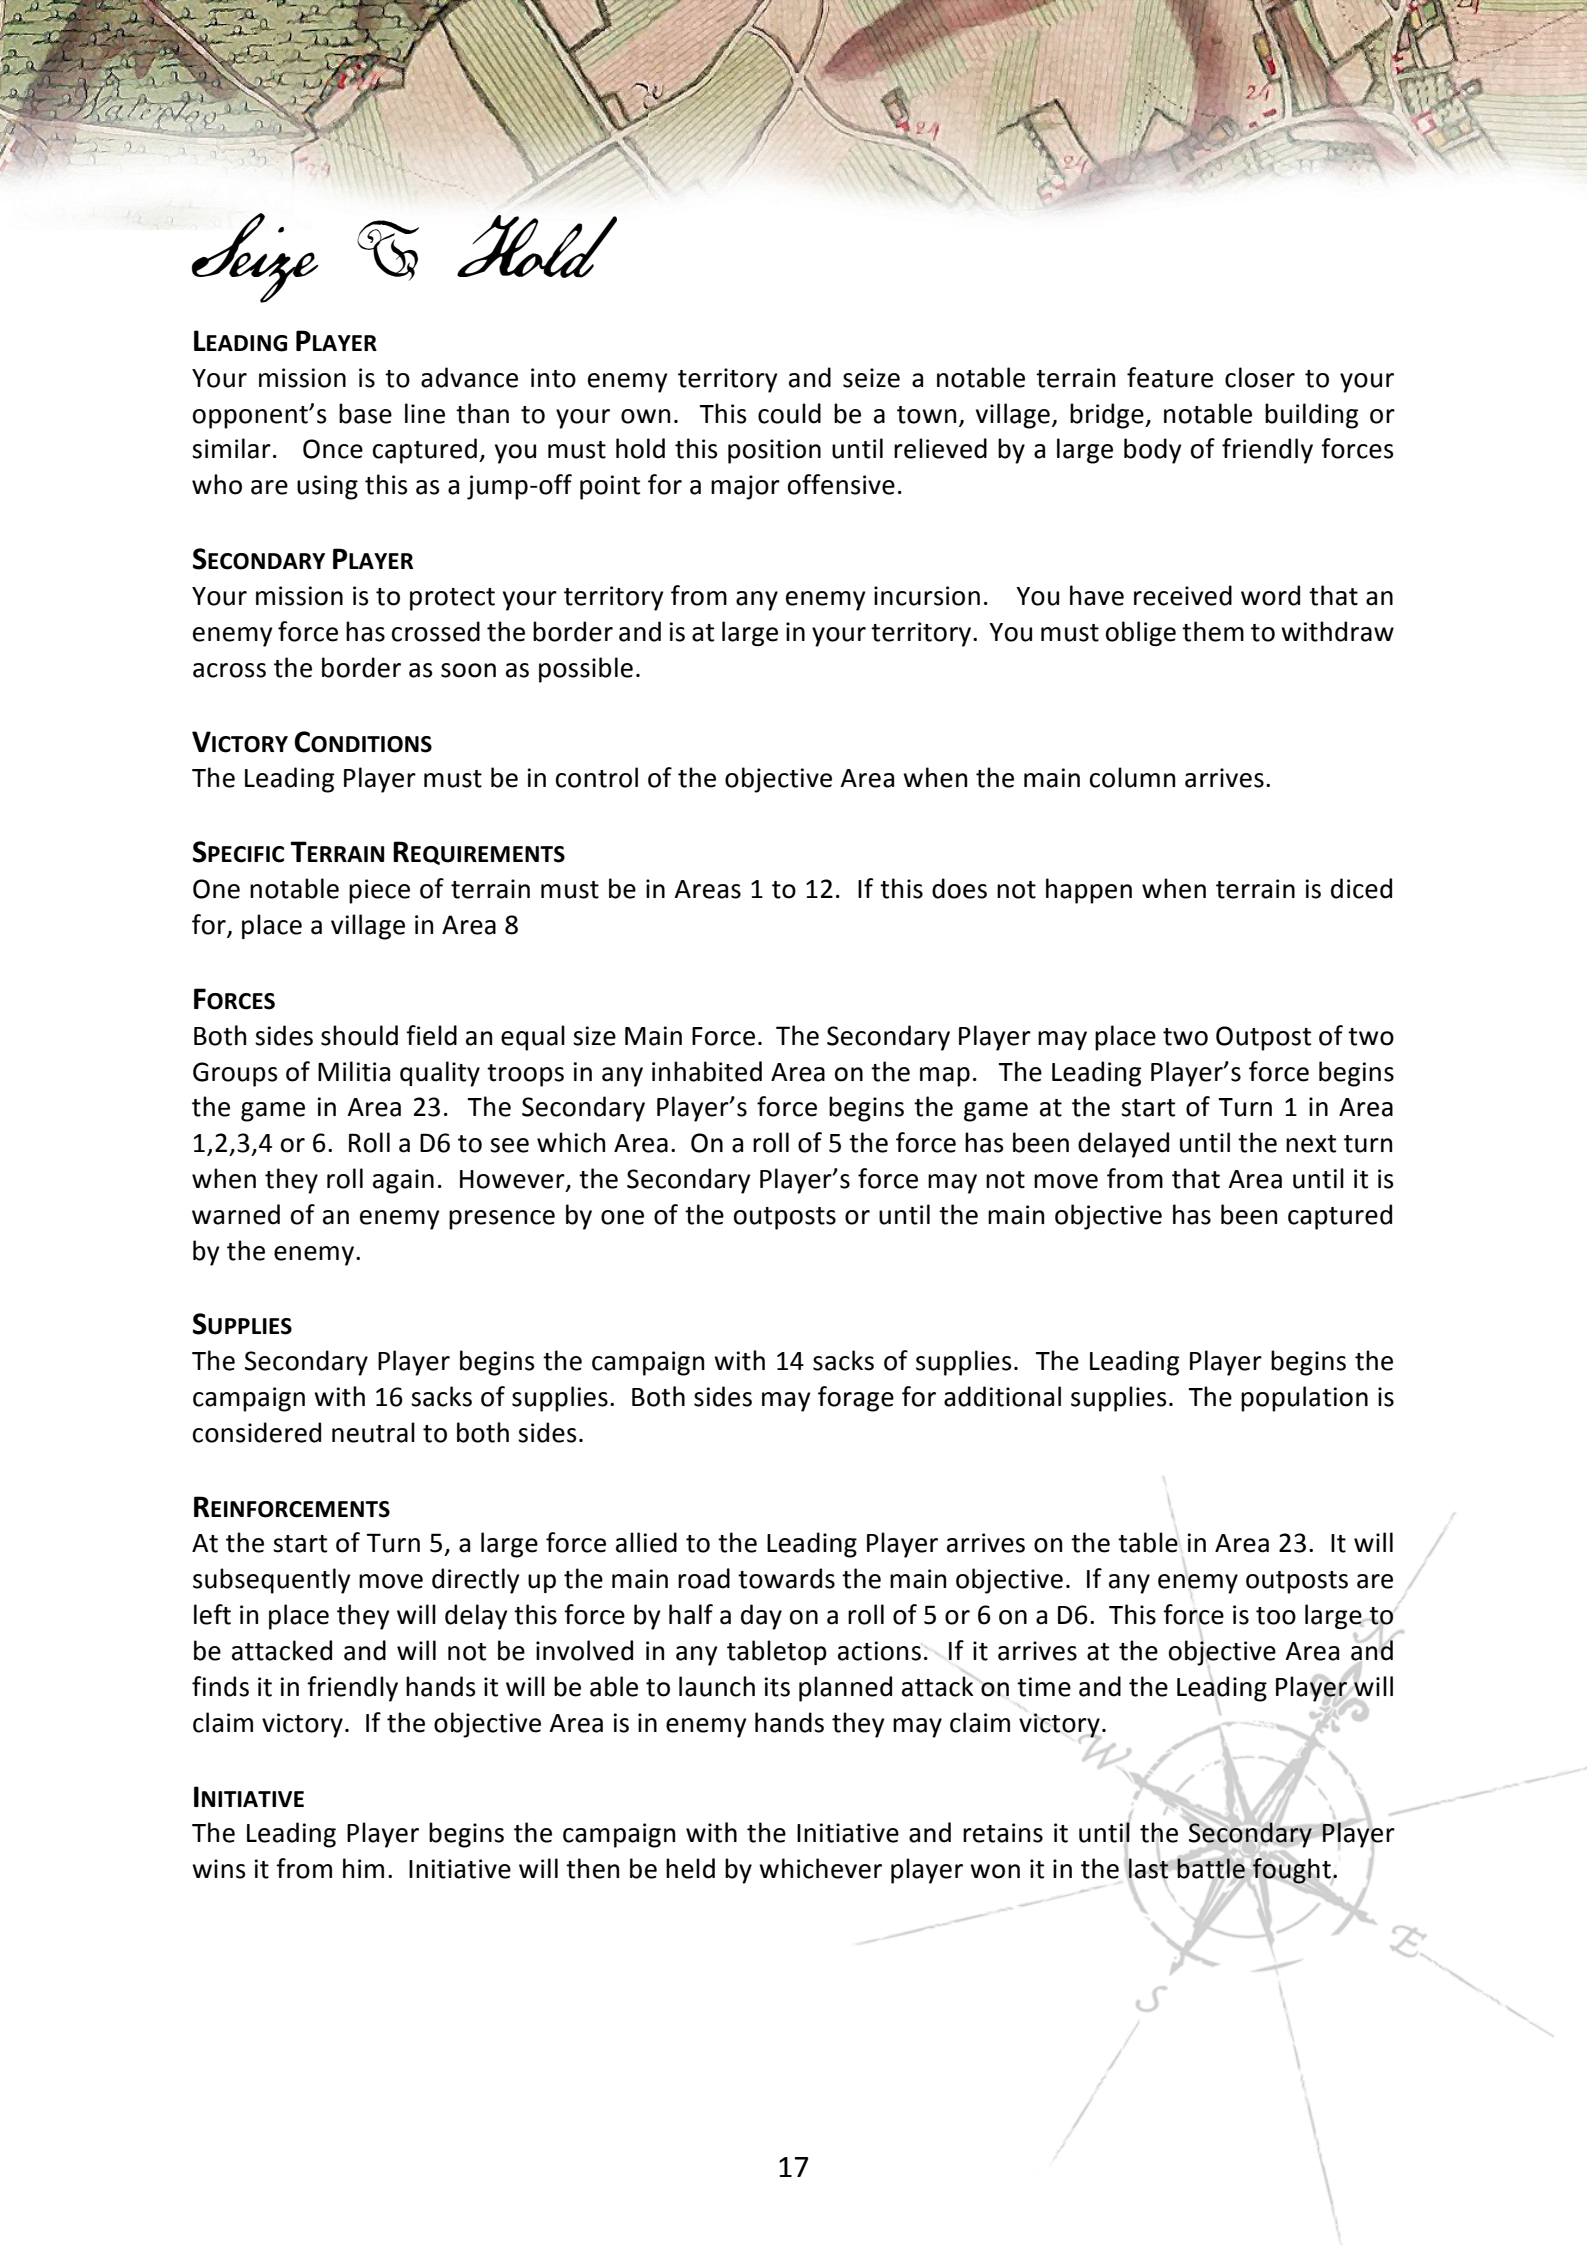 Seize & Hold
LEADING PLAYER
Your mission is to advance into enemy territory and seize a notable terrain feature closer to your
opponent’s base line than to your own.  This could be a town, village, bridge, notable building or
similar.   Once captured, you must hold this position until relieved by a large body of friendly forces
who are using this as a jump-off point for a major offensive.
SECONDARY PLAYER
Your mission is to protect your territory from any enemy incursion.   You have received word that an
enemy force has crossed the border and is at large in your territory.  You must oblige them to withdraw
across the border as soon as possible.
VICTORY CONDITIONS
The Leading Player must be in control of the objective Area when the main column arrives.
SPECIFIC TERRAIN REQUIREMENTS
One notable piece of terrain must be in Areas 1 to 12.  If this does not happen when terrain is diced
for, place a village in Area 8
FORCES
Both sides should field an equal size Main Force.  The Secondary Player may place two Outpost of two
Groups of Militia quality troops in any inhabited Area on the map.   The Leading Player’s force begins
the game in Area 23.  The Secondary Player’s force begins the game at the start of Turn 1 in Area
1,2,3,4 or 6.  Roll a D6 to see which Area.  On a roll of 5 the force has been delayed until the next turn
when they roll again.  However, the Secondary Player’s force may not move from that Area until it is
warned of an enemy presence by one of the outposts or until the main objective has been captured
by the enemy.
SUPPLIES
The Secondary Player begins the campaign with 14 sacks of supplies.  The Leading Player begins the
campaign with 16 sacks of supplies.  Both sides may forage for additional supplies.  The population is
considered neutral to both sides.
REINFORCEMENTS
At the start of Turn 5, a large force allied to the Leading Player arrives on the table in Area 23.  It will
subsequently move directly up the main road towards the main objective.  If any enemy outposts are
left in place they will delay this force by half a day on a roll of 5 or 6 on a D6.  This force is too large to
be attacked and will not be involved in any tabletop actions.  If it arrives at the objective Area and
finds it in friendly hands it will be able to launch its planned attack on time and the Leading Player will
claim victory.  If the objective Area is in enemy hands they may claim victory.
INITIATIVE
The Leading Player begins the campaign with the Initiative and retains it until the Secondary Player
wins it from him.  Initiative will then be held by whichever player won it in the last battle fought.
N
W
E
S
17